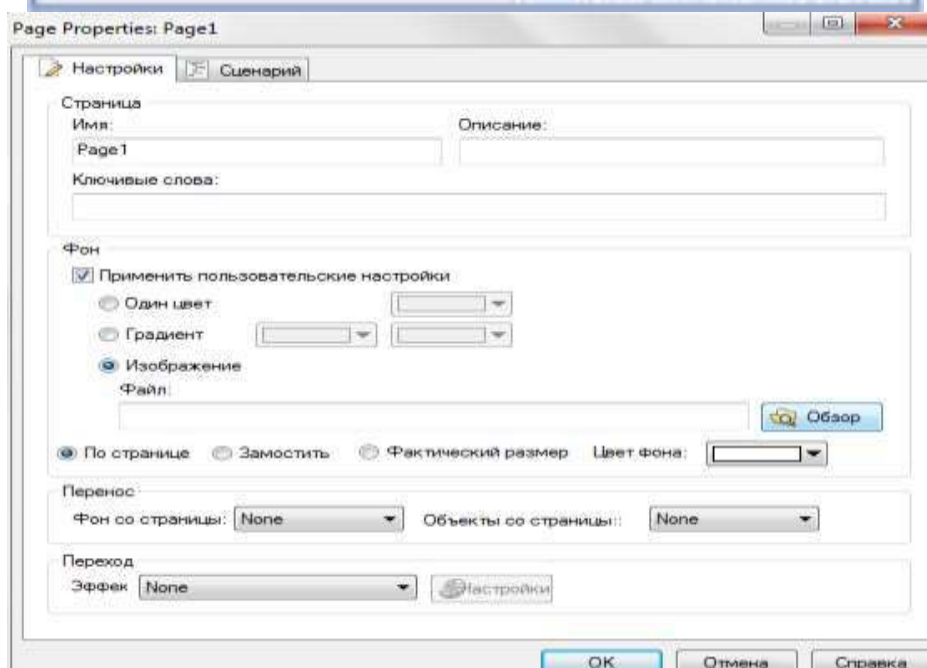 Page Properties: Page1
Настройки Сценарий
Страница
Имя: Описание:
Page1
Ключивые слова:
Фон
Применить пользовательские настройки
Один цвет
Градиент
Изображение
Файл:
Обзор
По странице Замостить Фактический размер Цвет фона:
Перенос
Фон со страницы: None Объекты со страницы:: None
Переход
Эффек None Настройки
OK Отмена Справка